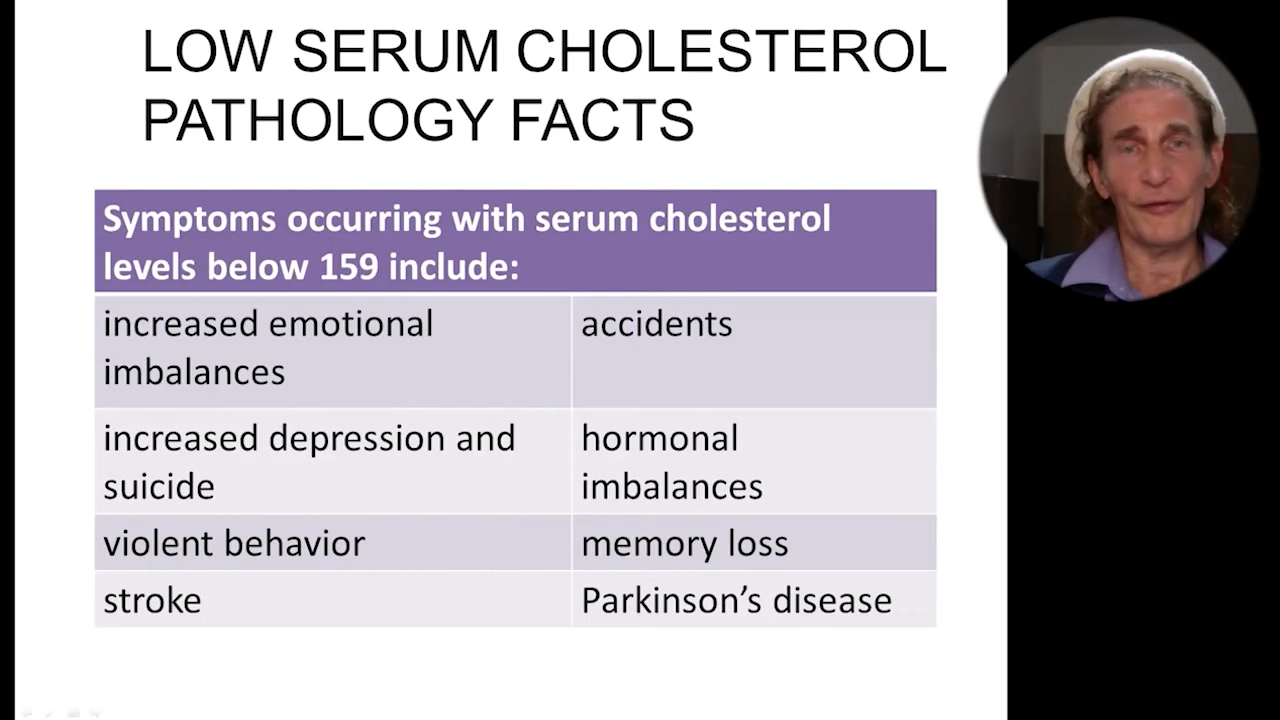 LOW SERUM CHOLESTEROL
PATHOLOGY FACTS
Symptoms occurring with serum cholesterol
levels below 159 include:
increased emotional
imbalances
accidents
increased depression and
suicide
hormonal
imbalances
violent behavior
memory loss
stroke
Parkinson’s disease